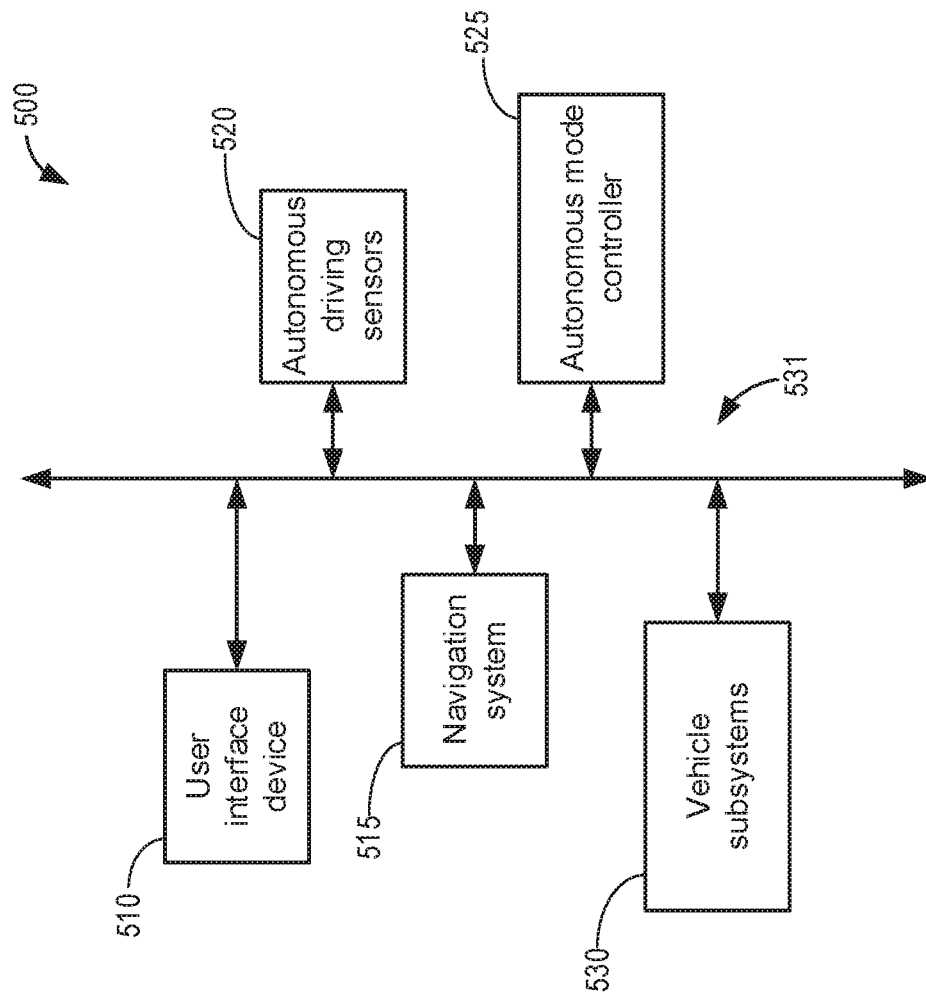 500
520
Autonomous
driving
sensors
525
Autonomous mode
controller
531
User
interface
device
510
Navigation
system
515
Vehicle
subsystems
530